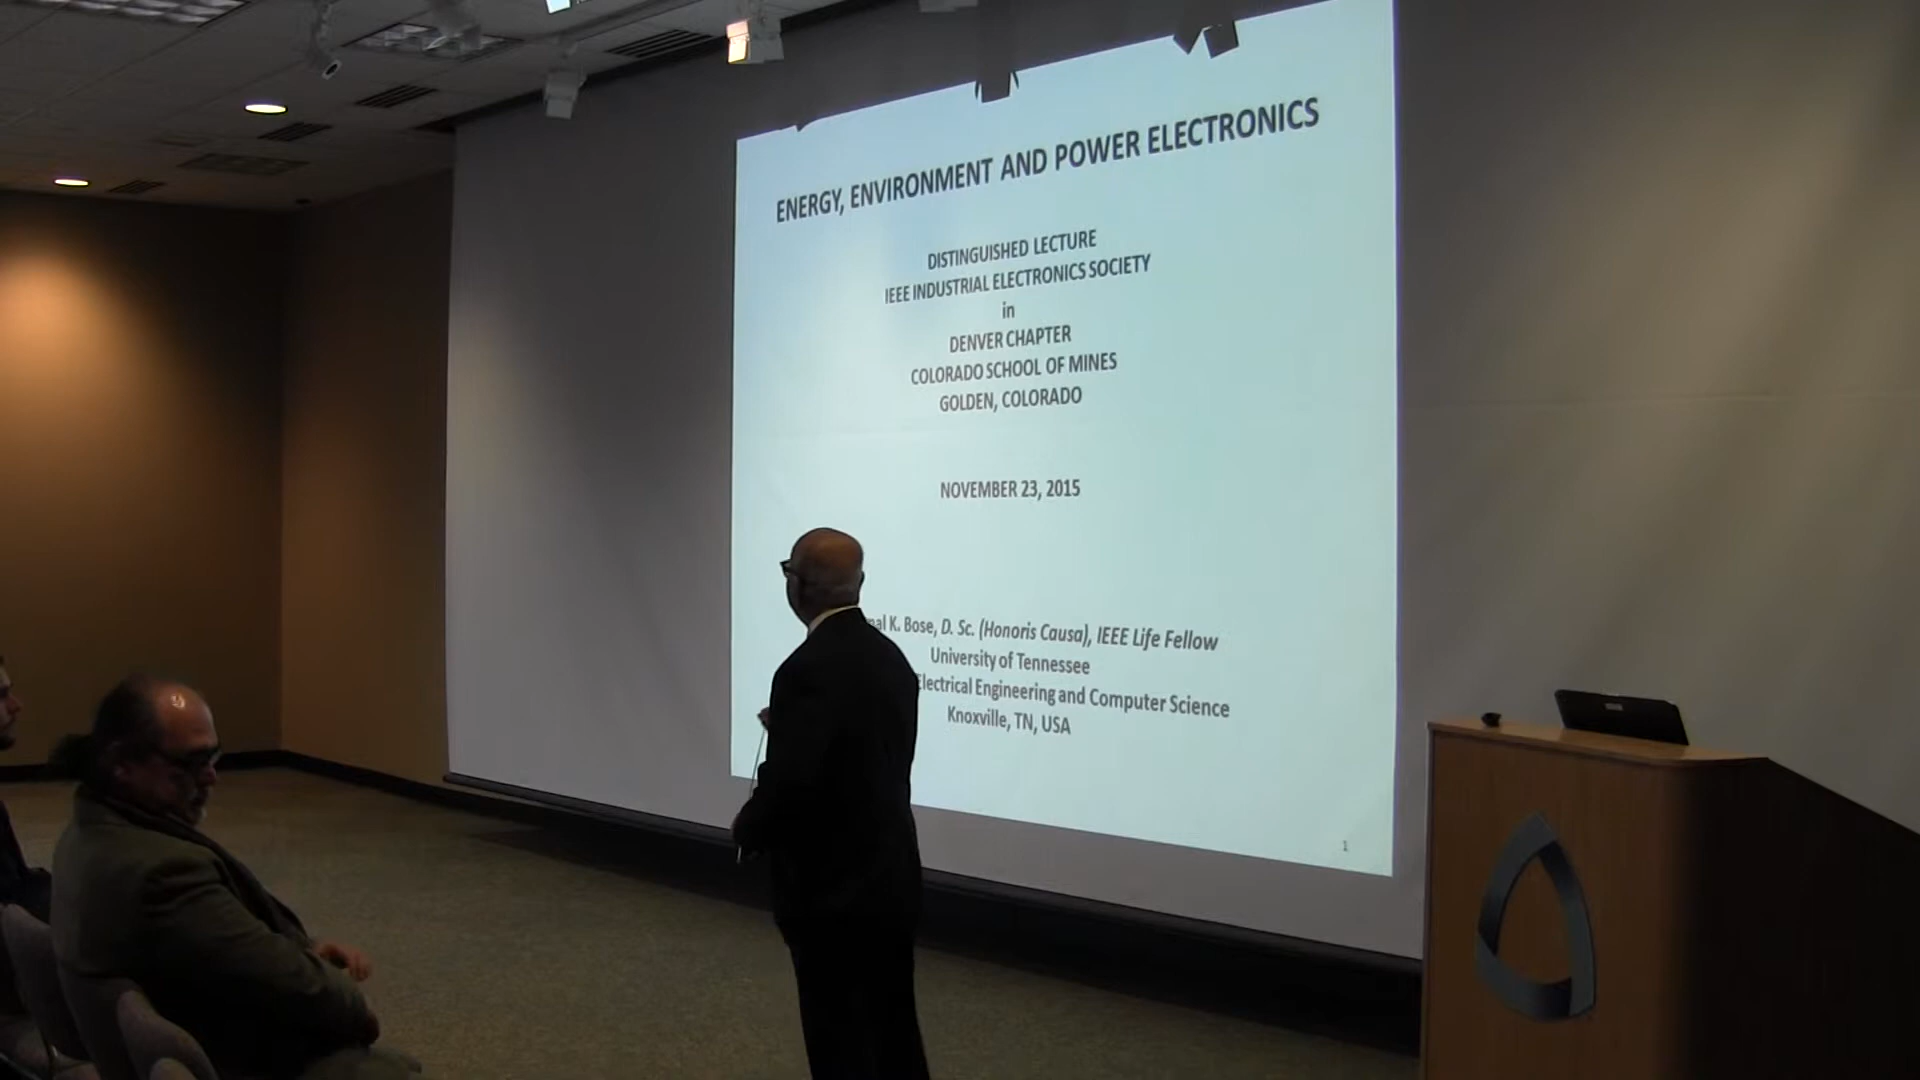 ENERGY, ENVIRONMENT AND POWER ELECTRONICS
DISTINGUISHED LECTURE
IEEE INDUSTRIAL ELECTRONICS SOCIETY
in
DENVER CHAPTER
COLORADO SCHOOL OF MINES
GOLDEN, COLORADO
NOVEMBER 23, 2015
K. Bose, D. Sc. (Honoris Causa), IEEE Life Fellow
University of Tennessee
Electrical Engineering and Computer Science
Knoxville, TN, USA
1